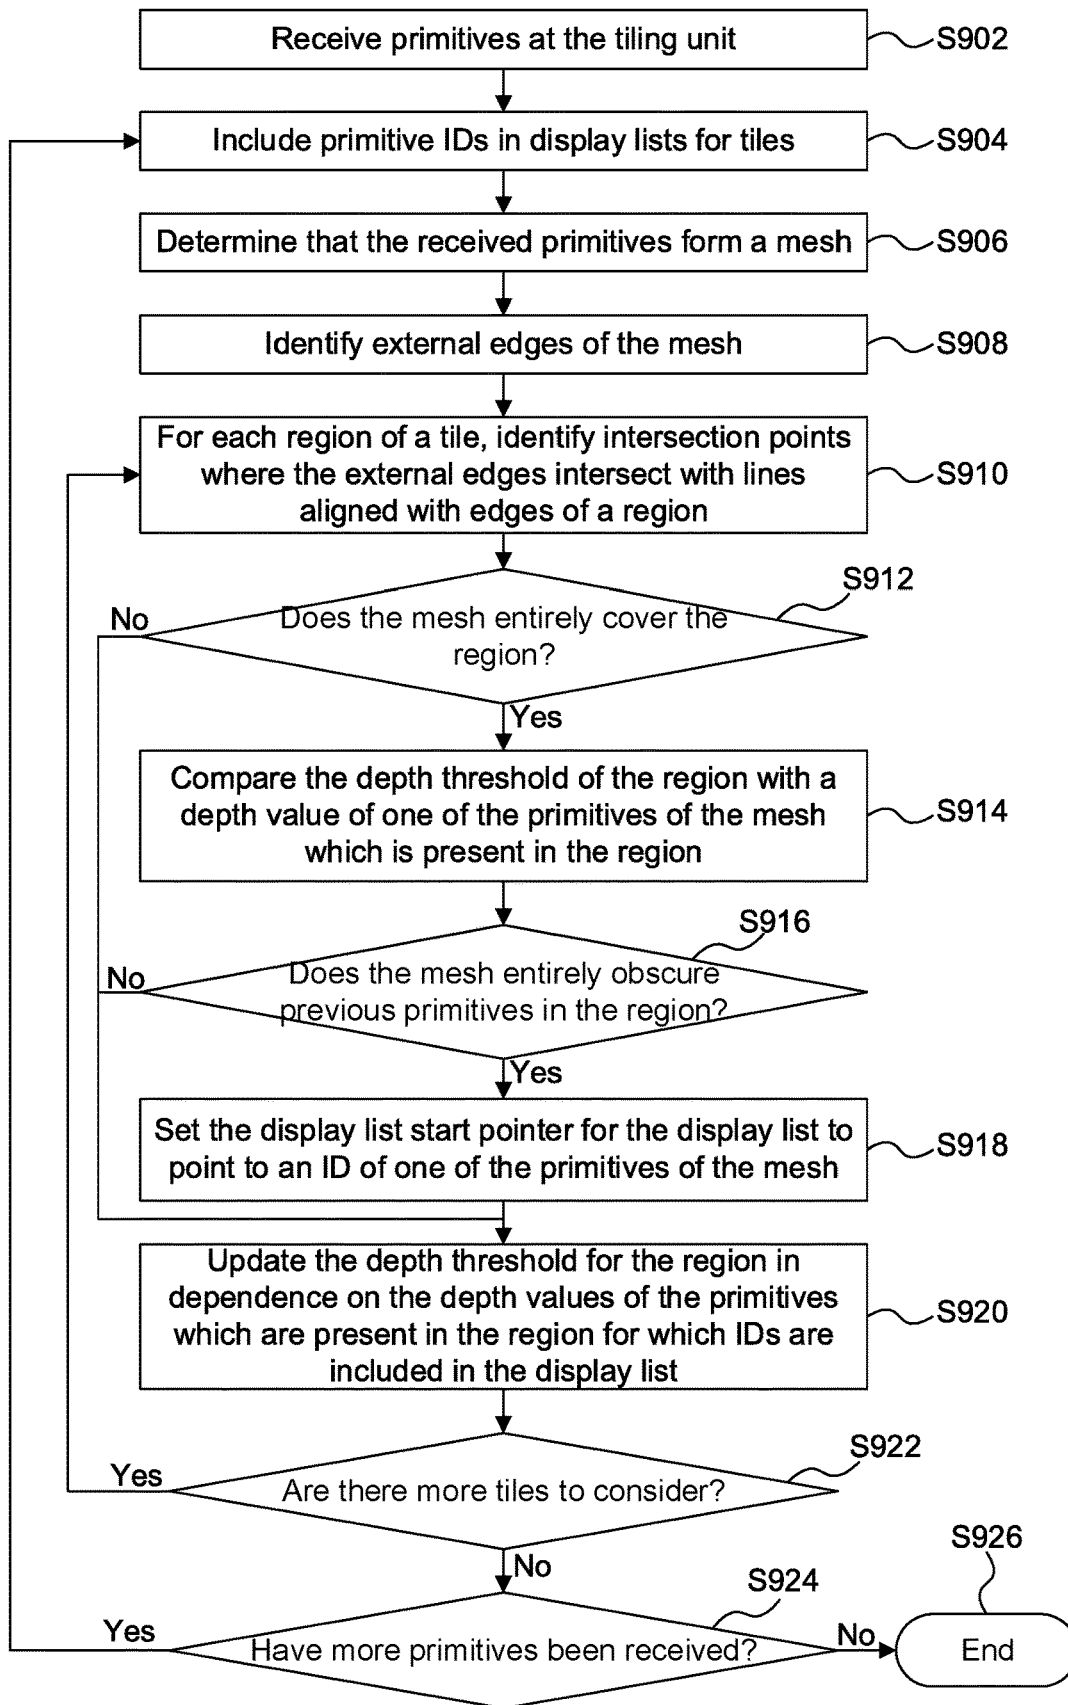 Receive primitives at the tiling unit
S902
Include primitive IDs in display lists for tiles
S904
Determine that the received primitives form a mesh
S906
Identify external edges of the mesh
S908
For each region of a tile, identify intersection points
where the external edges intersect with lines
aligned with edges of a region
S910
S912
No
Does the mesh entirely cover the
region?
Yes
Compare the depth threshold of the region with a
depth value of one of the primitives of the mesh
which is present in the region
S914
S916
No
Does the mesh entirely obscure
previous primitives in the region?
Yes
Set the display list start pointer for the display list to
point to an ID of one of the primitives of the mesh
S918
Update the depth threshold for the region in
dependence on the depth values of the primitives
which are present in the region for which IDs are
included in the display list
S920
S922
Yes
Are there more tiles to consider?
No
S924
S926
Yes
Have more primitives been received?
No
End